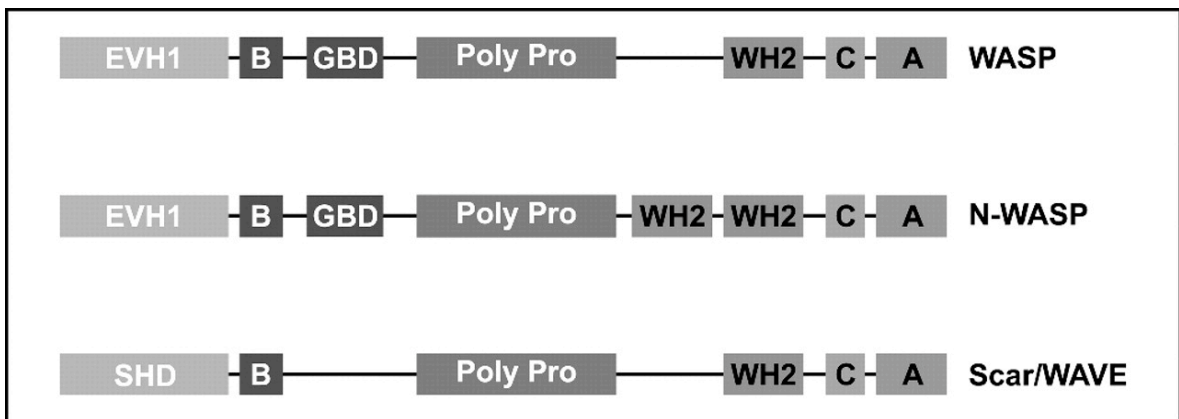 EVH1 B GBD Poly Pro WH2 C A WASP
EVH1 B GBD Poly Pro WH2 WH2 C A N-WASP
SHD B Poly Pro WH2 C A Scar/WAVE